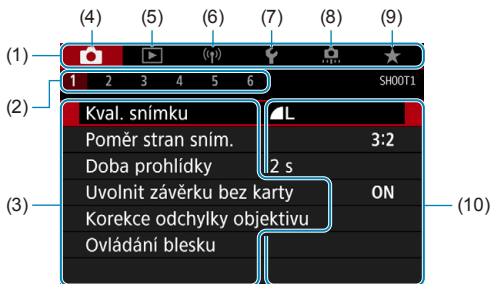 (4) (5) (6) (7) (8) (9)
(1)
1 2 3 4 5 6 SHOOT1
(2)
Kval. snímku L
Poměr stran sním. 3:2
Doba prohlídky 2 s
(3) Uvolnit závěrku bez karty ON (10)
Korekce odchylky objektivu
Ovládání blesku